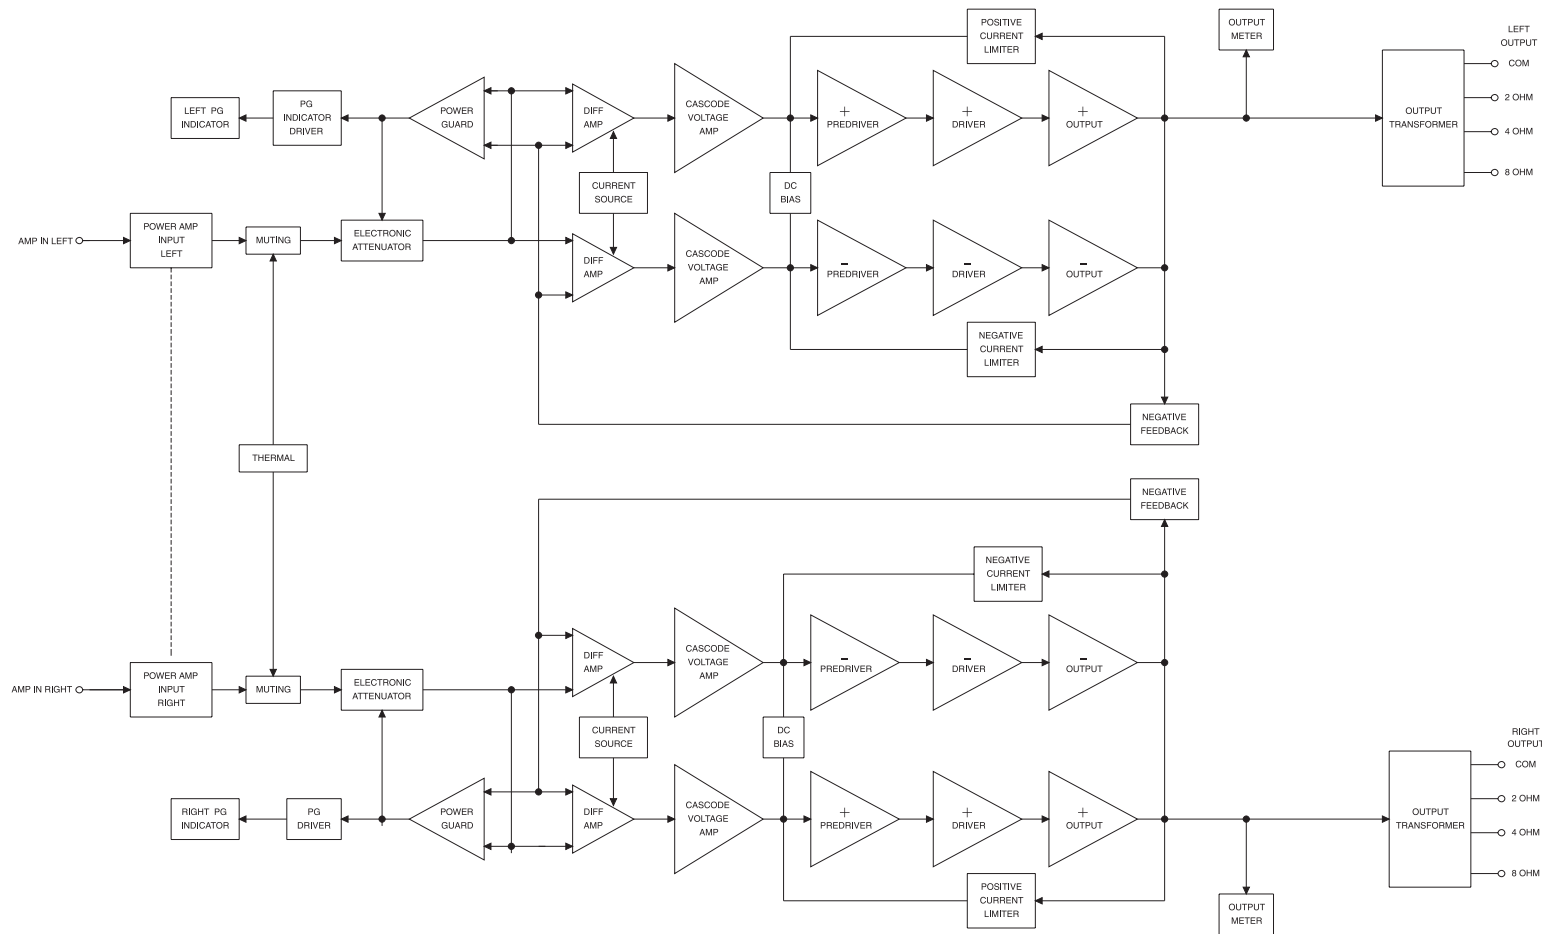 POSITIVE
CURRENT
LIMITER
OUTPUT
METER
LEFT
OUTPUT
COM
2 OHM
4 OHM
8 OHM
OUTPUT
TRANSFORMER
LEFT PG
INDICATOR
PG
INDICATOR
DRIVER
POWER
GUARD
DIFF
AMP
CASCODE
VOLTAGE
AMP
+
PREDRIVER
+
DRIVER
+
OUTPUT
CURRENT
SOURCE
DC
BIAS
AMP IN LEFT
POWER AMP
INPUT
LEFT
MUTING
ELECTRONIC
ATTENUATOR
DIFF
AMP
CASCODE
VOLTAGE
AMP
-
PREDRIVER
-
DRIVER
-
OUTPUT
NEGATIVE
CURRENT
LIMITER
NEGATIVE
FEEDBACK
THERMAL
NEGATIVE
FEEDBACK
NEGATIVE
CURRENT
LIMITER
AMP IN RIGHT
POWER AMP
INPUT
RIGHT
MUTING
ELECTRONIC
ATTENUATOR
DIFF
AMP
CASCODE
VOLTAGE
AMP
-
PREDRIVER
-
DRIVER
-
OUTPUT
CURRENT
SOURCE
DC
BIAS
RIGHT PG
INDICATOR
PG
DRIVER
POWER
GUARD
DIFF
AMP
CASCODE
VOLTAGE
AMP
+
PREDRIVER
+
DRIVER
+
OUTPUT
POSITIVE
CURRENT
LIMITER
OUTPUT
METER
OUTPUT
TRANSFORMER
RIGHT
OUTPUT
COM
2 OHM
4 OHM
8 OHM